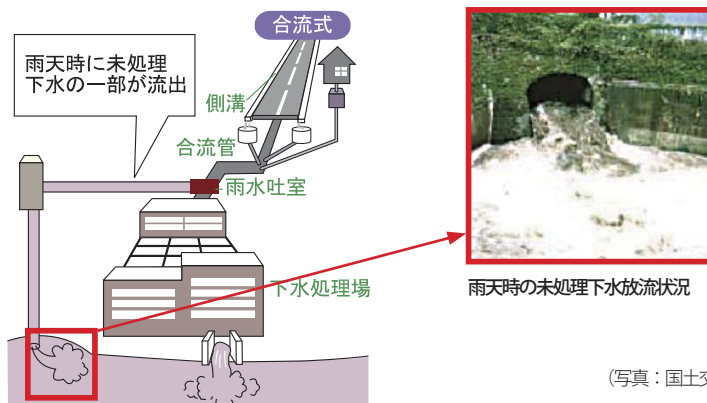 合流式
雨天時に未処理
下水の一部が流出
側溝
合流管
雨水吐室
下水処理場
雨天時の未処理下水放流状況
（写真：国土交